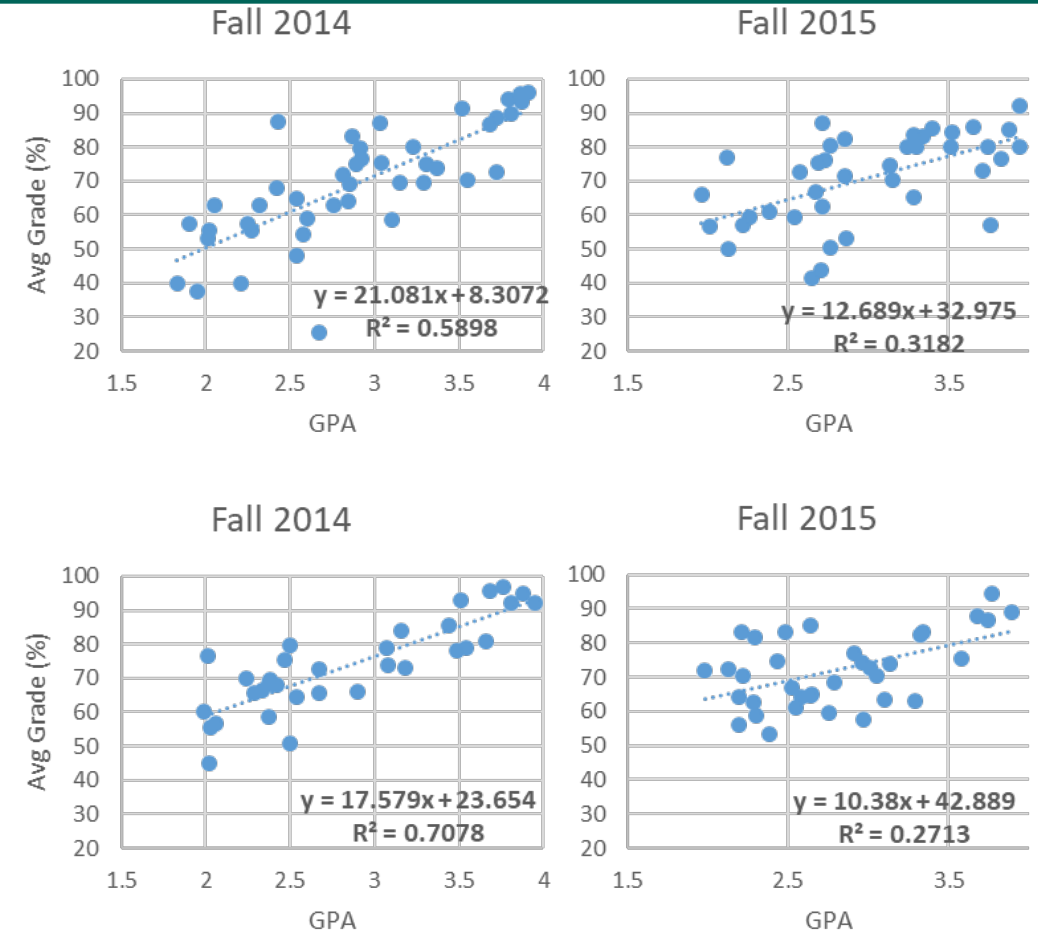 Fall 2014
100
90
80
70
60
50
40
30
20
Avg Grade (%)
y = 21.081x + 8.3072
R² = 0.5898
1.5 2 2.5 3 3.5 4
GPA
Fall 2015
100
90
80
70
60
50
40
30
20
y = 12.689x + 32.975
R² = 0.3182
1.5 2.5 3.5
GPA
Fall 2014
100
90
80
70
60
50
40
30
20
Avg Grade (%)
y = 17.579x + 23.654
R² = 0.7078
1.5 2 2.5 3 3.5 4
GPA
Fall 2015
100
90
80
70
60
50
40
30
20
y = 10.38x + 42.889
R² = 0.2713
1.5 2.5 3.5
GPA